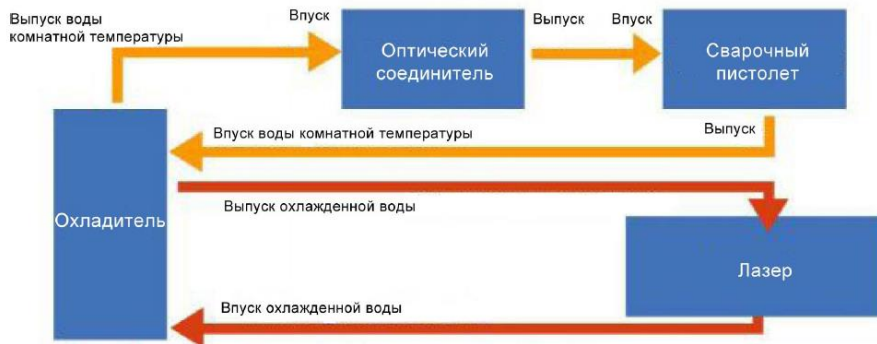 Выпуск воды
комнатной температуры
Впуск
Оптический
соединитель
Выпуск
Впуск
Сварочный
пистолет
Впуск воды комнатной температуры
Выпуск
Охладитель
Выпуск охлажденной воды
Лазер
Впуск охлажденной воды